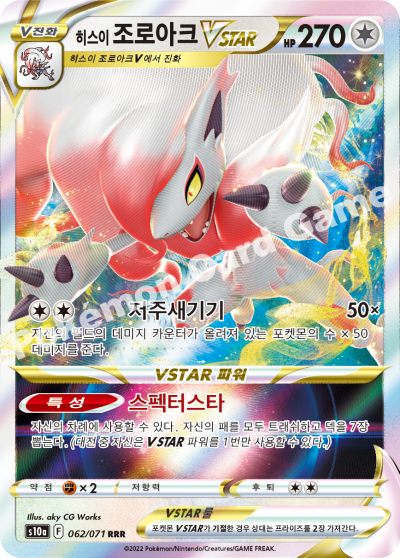 V진화
히스이 조로아크 VSTAR HP 270
히스이 조로아크V에서 진화
Pokémon Card Game
저주새기기 50×
자신의 필드의 데미지 카운터가 올려져 있는 포켓몬의 수 × 50
데미지를 준다.
VSTAR 파워
특성 스펙터스타
자신의 차례에 사용할 수 있다. 자신의 패를 모두 트래쉬하고 덱을 7장
뽑는다. (대전 중 자신은 VSTAR 파워를 1번만 사용할 수 있다.)
약점 ×2 저항력 후퇴
Illus. aky CG Works
s10a F 062/071 RRR
VSTAR룰
포켓몬 VSTAR가 기절한 경우 상대는 프라이즈를 2장 가져간다.
©2022 Pokémon/Nintendo/Creatures/GAME FREAK.